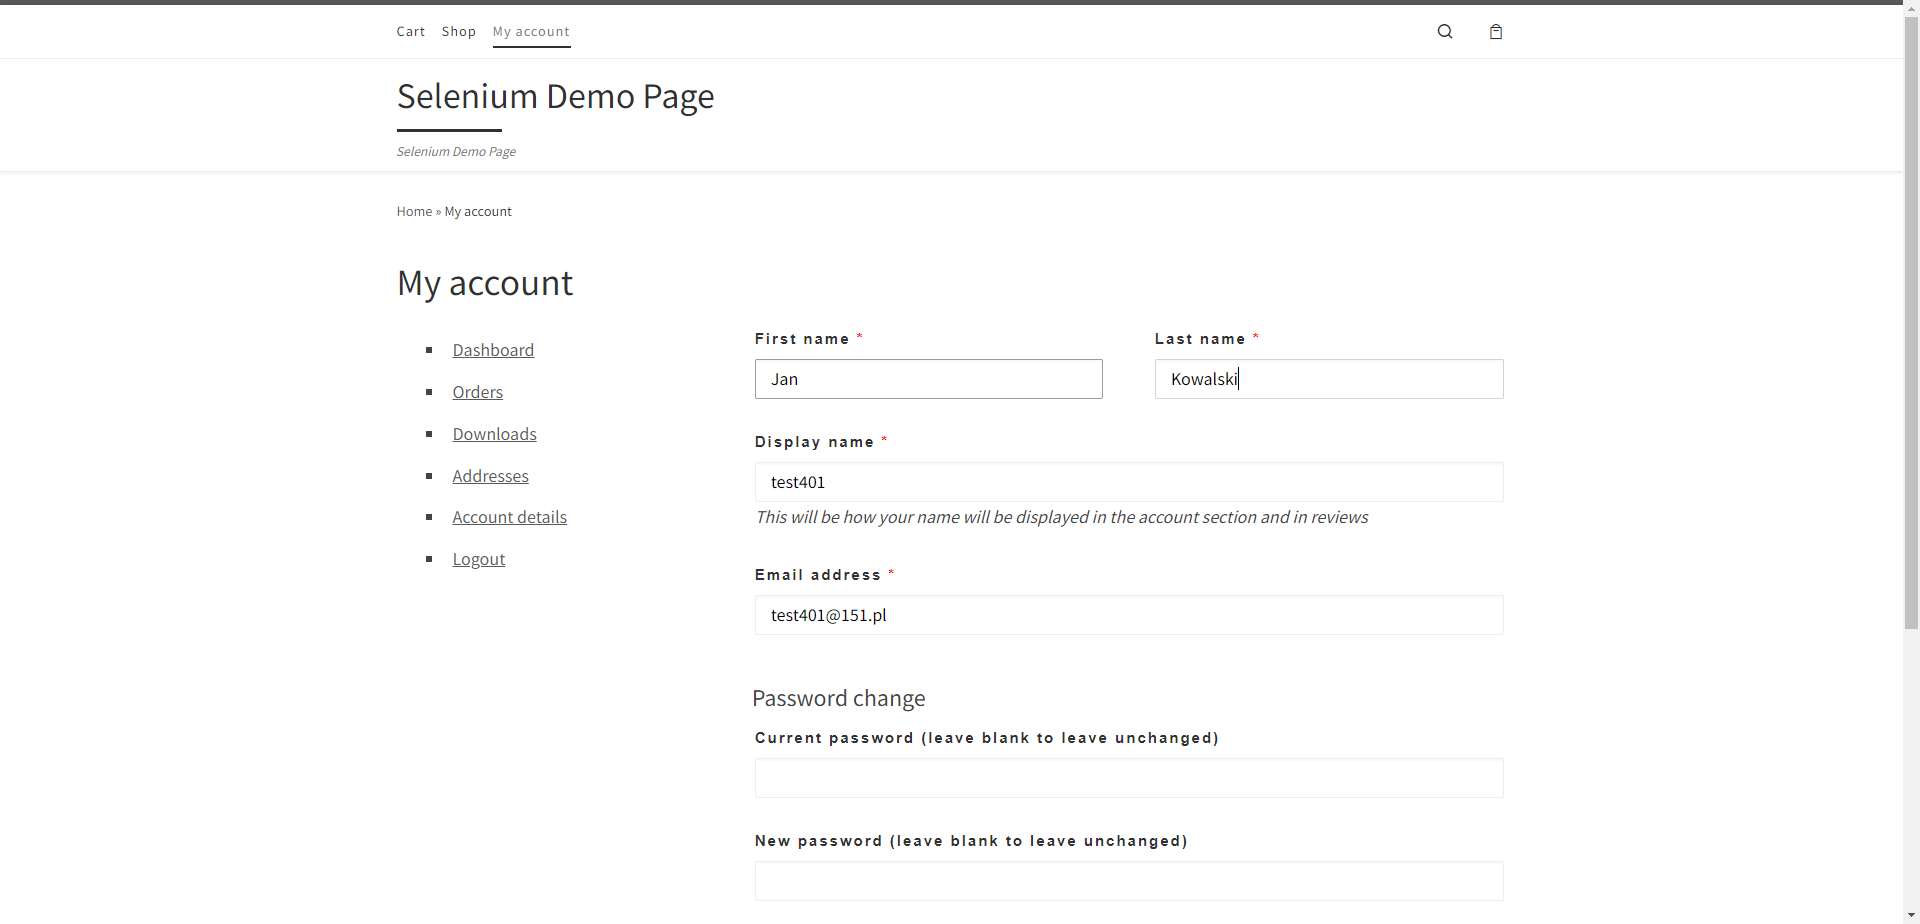 Cart Shop My account
Selenium Demo Page
Selenium Demo Page
Home » My account
My account
Dashboard
Orders
Downloads
Addresses
Account details
Logout
First name *
Jan
Last name *
Kowalski
Display name *
test401
This will be how your name will be displayed in the account section and in reviews
Email address *
test401@151.pl
Password change
Current password (leave blank to leave unchanged)
New password (leave blank to leave unchanged)